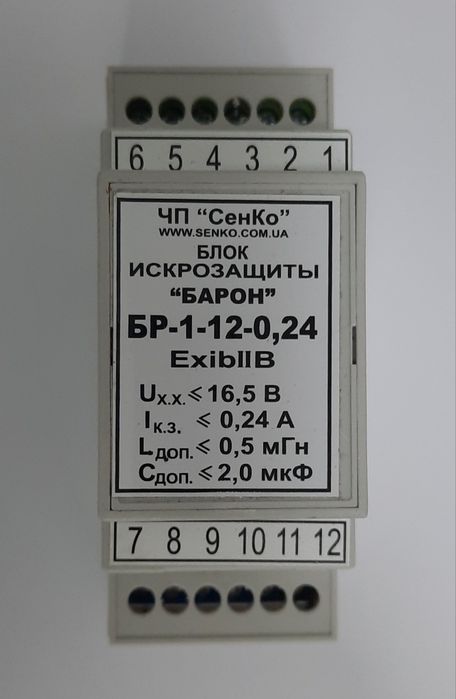 6 5 4 3 2 1
ЧП “СенКо”
WWW.SENKO.COM.UA
БЛОК
ИСКРОЗАЩИТЫ
“БАРОН”
БР-1-12-0,24
ExibIIB
Uх.х. ⩽ 16,5 В
Iк.з. ⩽ 0,24 А
Lдоп. ⩽ 0,5 мГн
Cдоп. ⩽ 2,0 мкФ
7 8 9 10 11 12